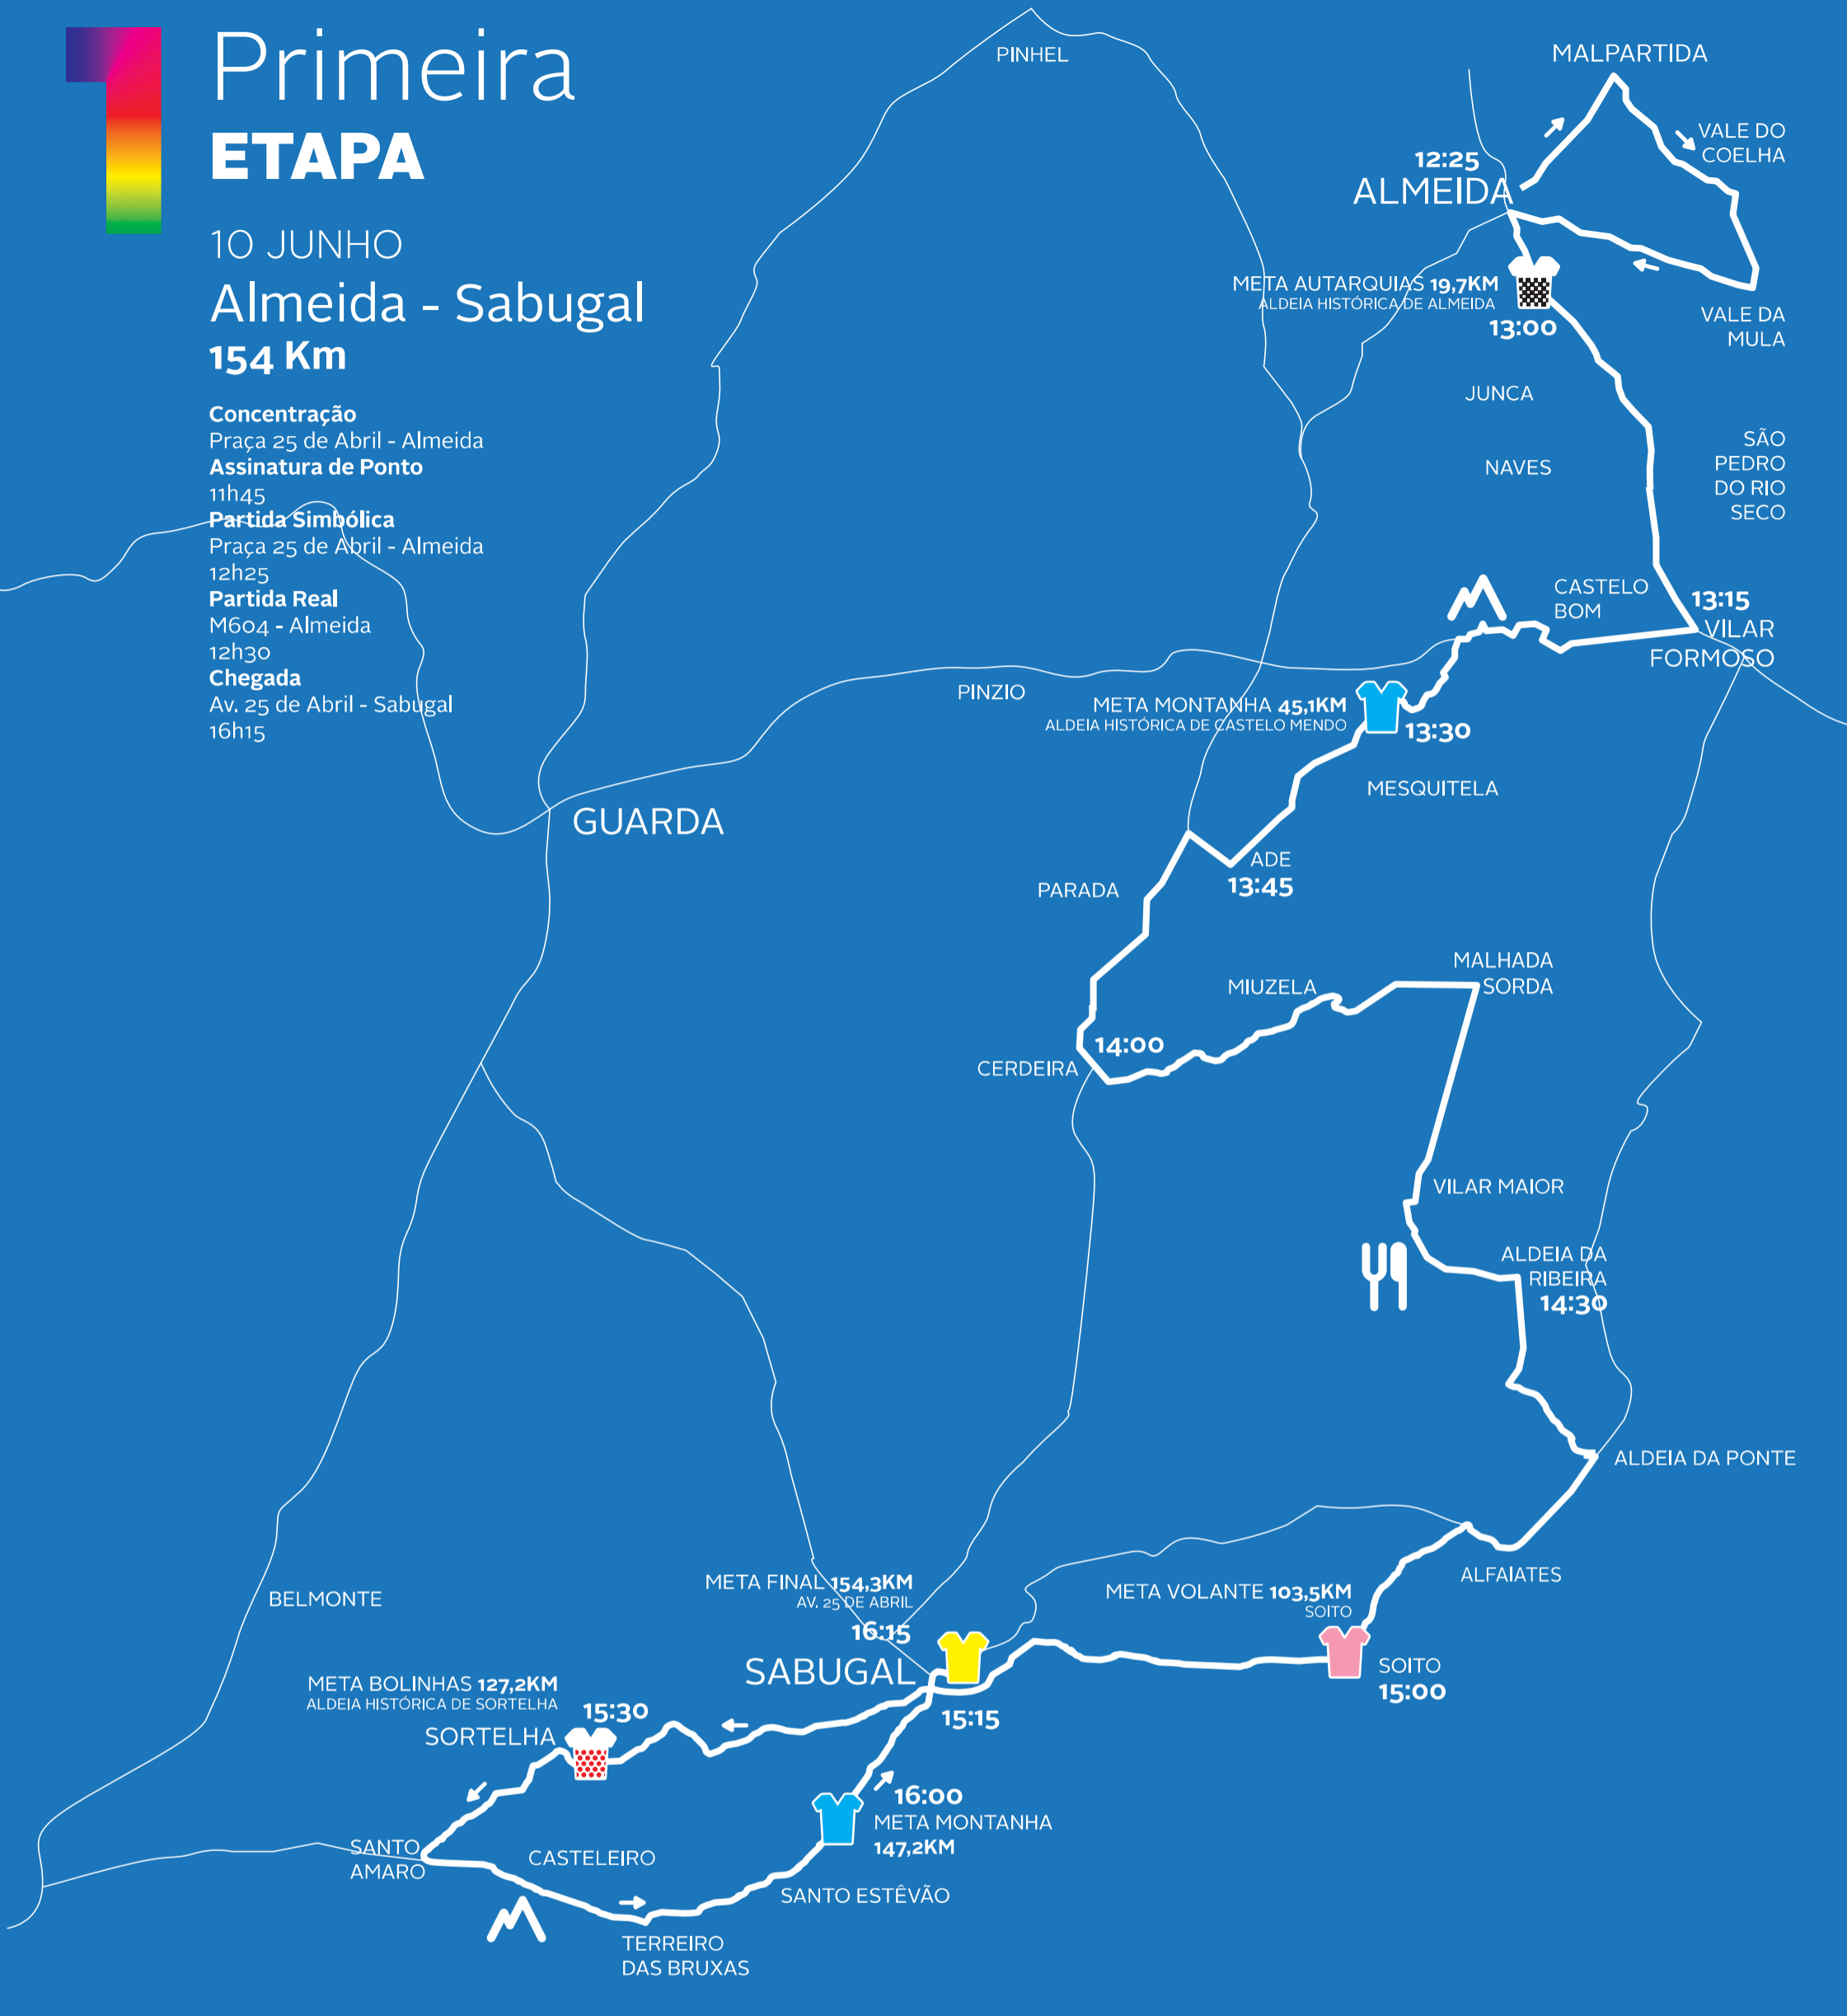 1 Primeira
ETAPA
10 JUNHO
Almeida - Sabugal
154 Km
Concentração
Praça 25 de Abril - Almeida
Assinatura de Ponto
11h45
Partida Simbólica
Praça 25 de Abril - Almeida
12h25
Partida Real
M604 - Almeida
12h30
Chegada
Av. 25 de Abril - Sabugal
16h15
PINHEL
MALPARTIDA
VALE DO
COELHA
12:25
ALMEIDA
META AUTARQUIAS 19,7KM
ALDEIA HISTÓRICA DE ALMEIDA
13:00
VALE DA
MULA
JUNCA
NAVES
SÃO
PEDRO
DO RIO
SECO
CASTELO
BOM
13:15
VILAR
FORMOSO
PINZIO
META MONTANHA 45,1KM
ALDEIA HISTÓRICA DE CASTELO MENDO
13:30
MESQUITELA
GUARDA
ADE
13:45
PARADA
MALHADA
SORDA
MIUZELA
14:00
CERDEIRA
VILAR MAIOR
ALDEIA DA
RIBEIRA
14:30
ALDEIA DA PONTE
ALFAIATES
META VOLANTE 103,5KM
SOITO
SOITO
15:00
META FINAL 154,3KM
AV. 25 DE ABRIL
16:15
SABUGAL
15:15
BELMONTE
META BOLINHAS 127,2KM
ALDEIA HISTÓRICA DE SORTELHA
15:30
SORTELHA
16:00
META MONTANHA
147,2KM
SANTO
AMARO
CASTELEIRO
SANTO ESTÊVÃO
TERREIRO
DAS BRUXAS